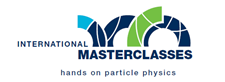 INTERNATIONAL
MASTERCLASSES
hands on particle physics